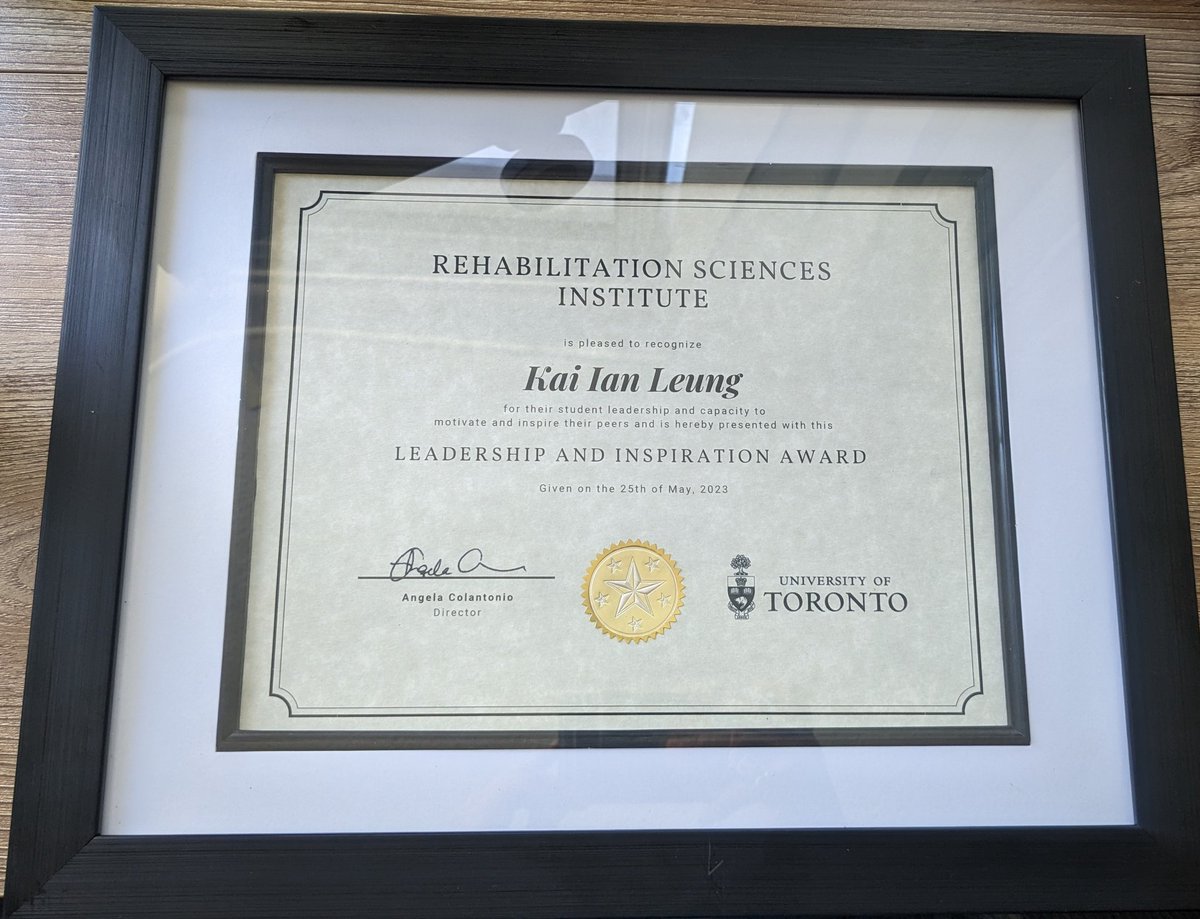 REHABILITATION SCIENCES
INSTITUTE
is pleased to recognize
Kai Ian Leung
for their student leadership and capacity to
motivate and inspire their peers and is hereby presented with this
LEADERSHIP AND INSPIRATION AWARD
Given on the 25th of May, 2023
Angela Colantonio
Director
UNIVERSITY OF
TORONTO